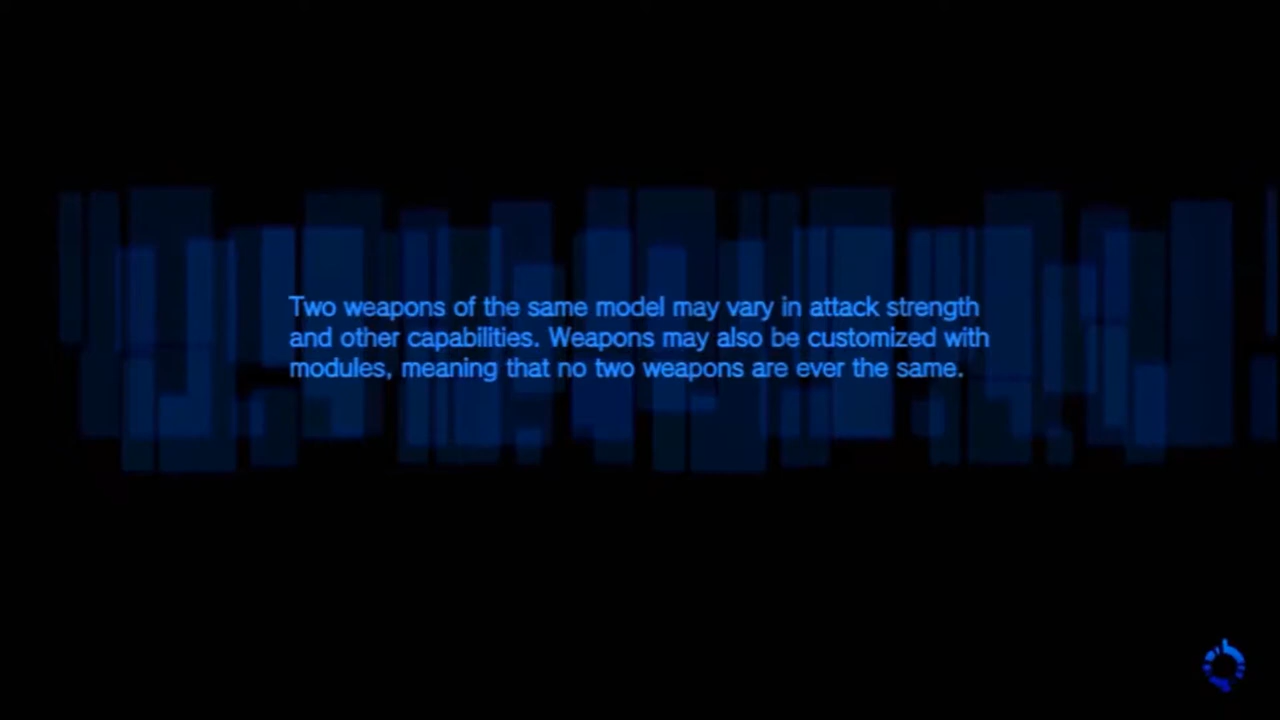 Two weapons of the same model may vary in attack strength
and other capabilities. Weapons may also be customized with
modules, meaning that no two weapons are ever the same.